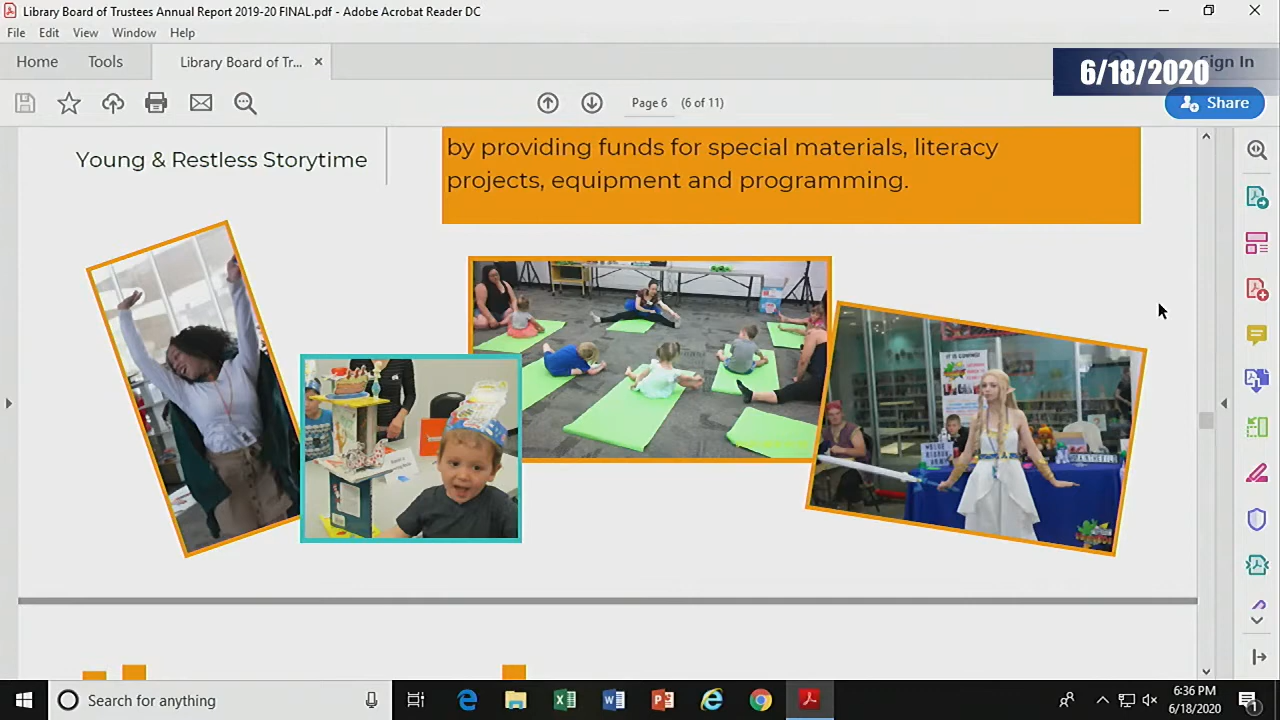 Library Board of Trustees Annual Report 2019-20 FINAL.pdf - Adobe Acrobat Reader DC
File Edit View Window Help
Home Tools Library Board of Tr... Sign In
6/18/2020
Page 6 (6 of 11) Share
by providing funds for special materials, literacy
projects, equipment and programming.
Young & Restless Storytime
Search for anything
6:36 PM
6/18/2020
1